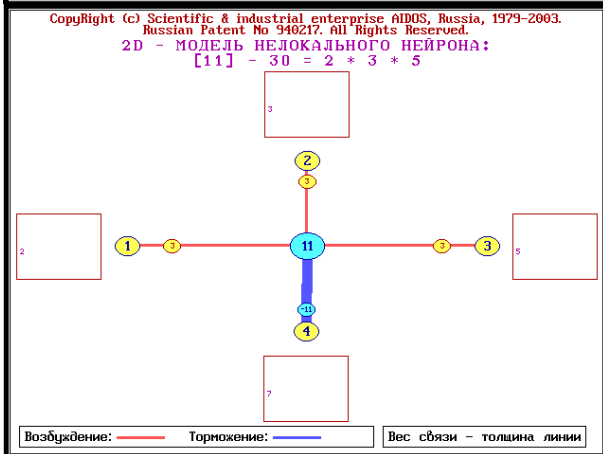 CopyRight (c) Scientific & industrial enterprise AIDOS, Russia, 1979-2003.
Russian Patent No 940217. All Rights Reserved.
2D - МОДЕЛЬ НЕЛОКАЛЬНОГО НЕЙРОНА:
[11] - 30 = 2 * 3 * 5
3
2
3
2
1
3
11
3
3
5
-11
4
7
Возбуждение:
Торможение:
Вес связи - толщина линии